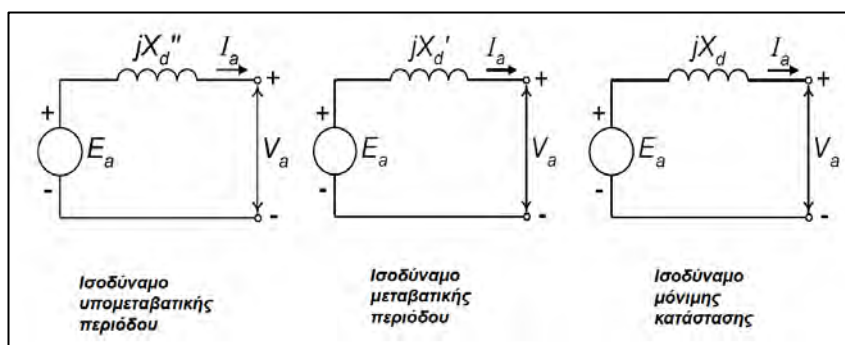 jX_d'' I_a
+
+
E_a
V_a
-
-
Ισοδύναμο
υπομεταβατικής
περιόδου
jX_d' I_a
+
+
E_a
V_a
-
-
Ισοδύναμο
μεταβατικής
περιόδου
jX_d I_a
+
+
E_a
V_a
-
-
Ισοδύναμο
μόνιμης
κατάστασης